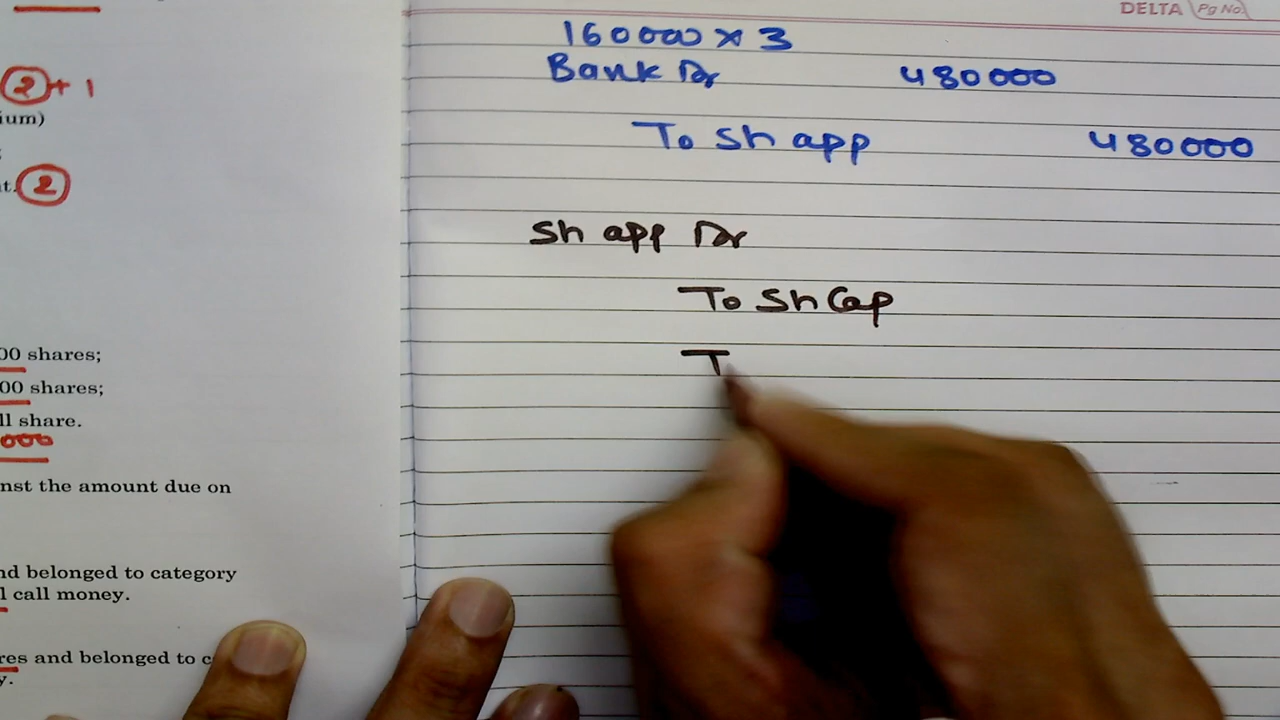 DELTA Pg No.
2 + 1
ium)
t. 2
00 shares;
00 shares;
ll share.
000
nst the amount due on
nd belonged to category
l call money.
res and belonged to c
y.
160000 x 3
Bank Dr 480000
To Sh app 480000
Sh app Dr
To Sh Cap
T